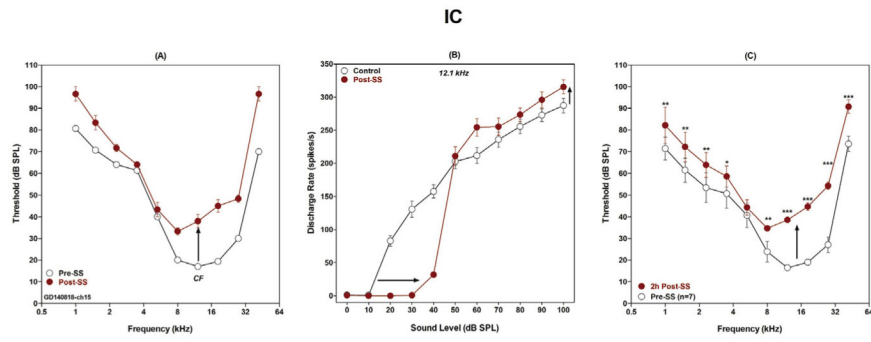 IC
(A)
Threshold (dB SPL)
100
90
80
70
60
50
40
30
20
10
0
Pre-SS
Post-SS
CF
GD140818-ch15
0.5 1 2 4 8 16 32 64
Frequency (kHz)
(B)
Discharge Rate (spikes/s)
350
300
250
200
150
100
50
0
Control
Post-SS
12.1 kHz
0 10 20 30 40 50 60 70 80 90 100
Sound Level (dB SPL)
(C)
Threshold (dB SPL)
100
90
80
70
60
50
40
30
20
10
0
**
**
**
*
**
***
***
***
***
2h Post-SS
Pre-SS (n=7)
0.5 1 2 4 8 16 32 64
Frequency (kHz)